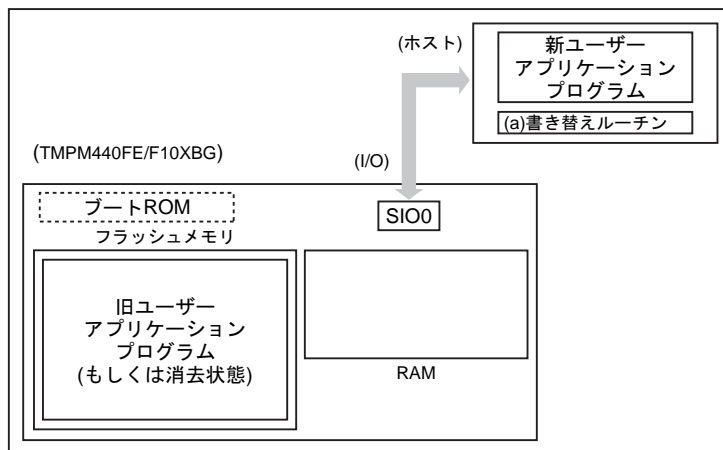 (ホスト)
新ユーザー
アプリケーション
プログラム
(a)書き替えルーチン
(TMPM440FE/F10XBG)
(I/O)
ブートROM
SIO0
フラッシュメモリ
旧ユーザー
アプリケーション
プログラム
(もしくは消去状態)
RAM